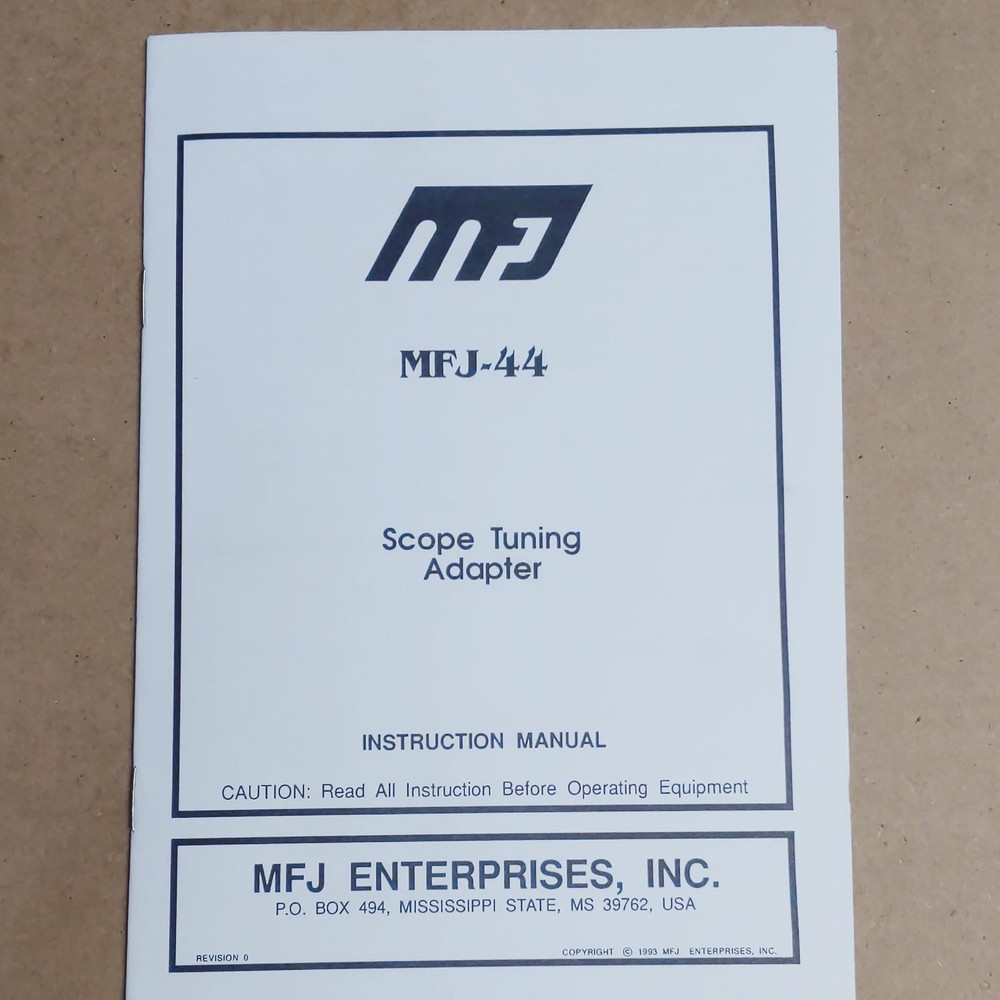 MFJ
MFJ-44
Scope Tuning
Adapter
INSTRUCTION MANUAL
CAUTION: Read All Instruction Before Operating Equipment
MFJ ENTERPRISES, INC.
P.O. BOX 494, MISSISSIPPI STATE, MS 39762, USA
REVISION 0
COPYRIGHT © 1993 MFJ ENTERPRISES, INC.